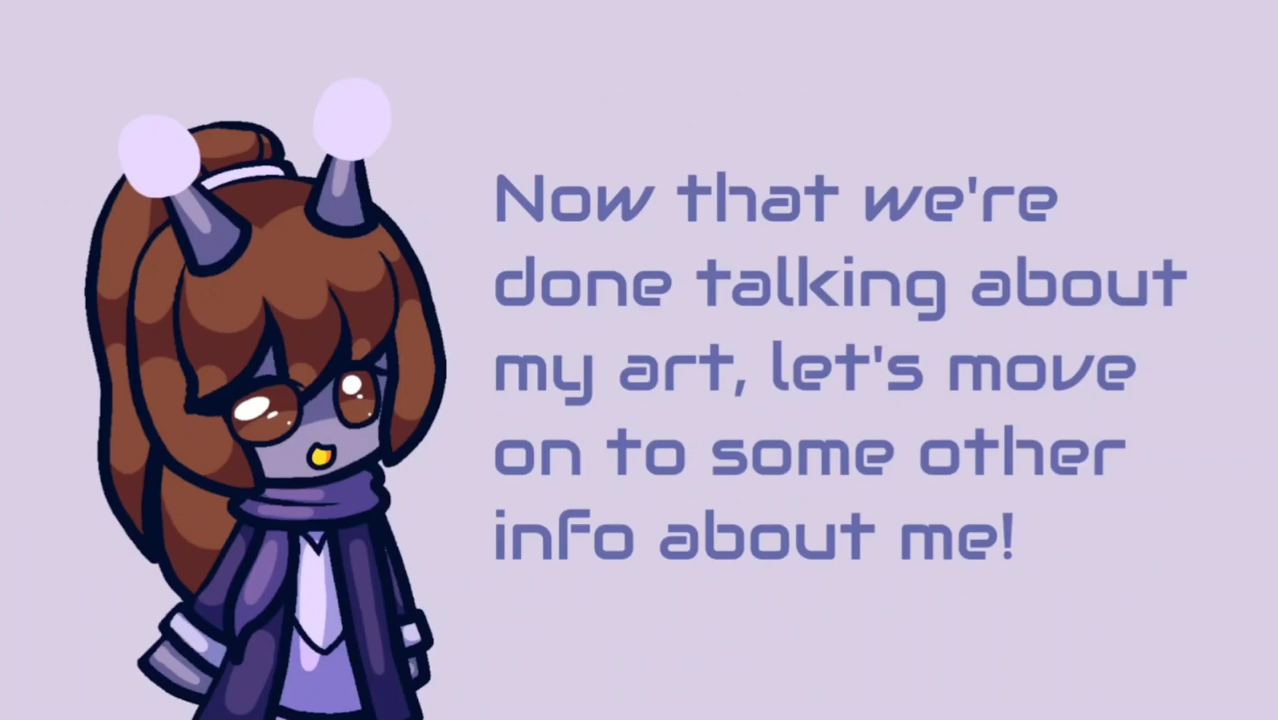 Now that we're
done talking about
my art, let's move
on to some other
info about me!